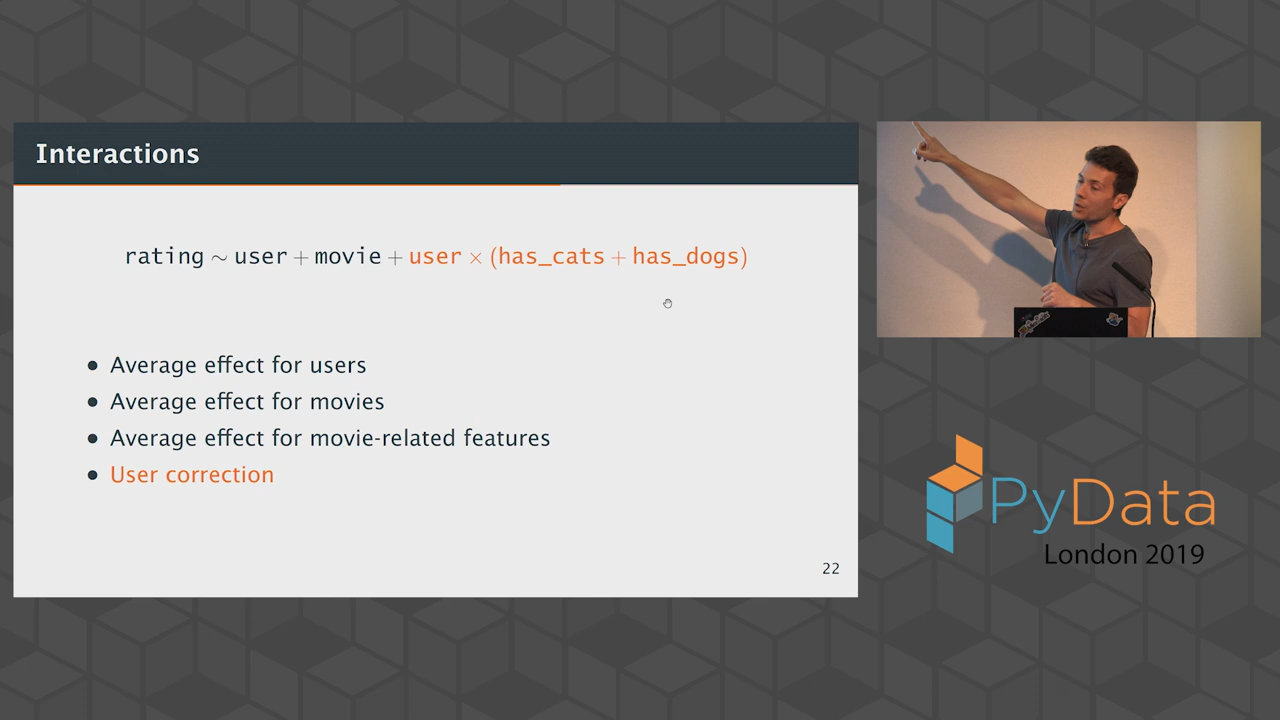 Interactions
rating ~ user + movie + user × (has_cats + has_dogs)
• Average effect for users
• Average effect for movies
• Average effect for movie-related features
• User correction
22
PyData
London 2019